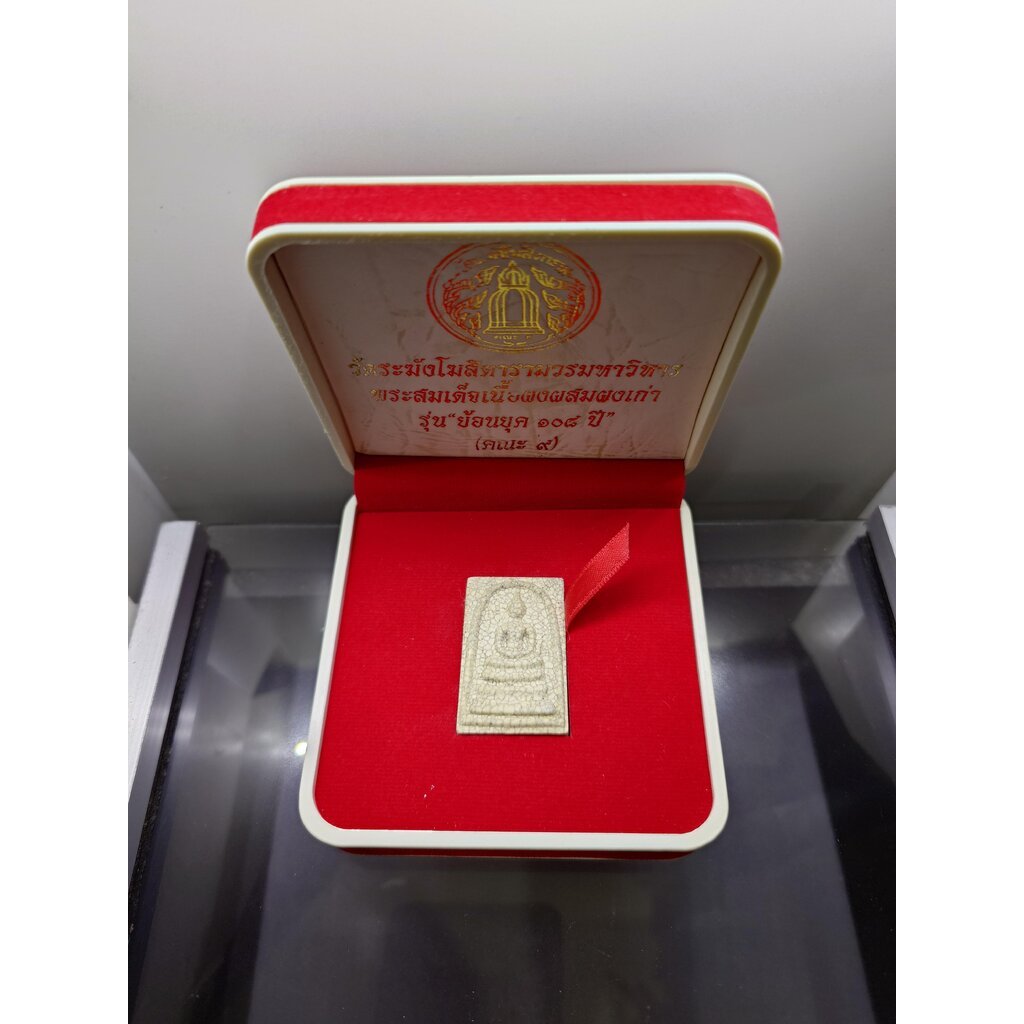 วัดระฆังโฆสิตารามวรมหาวิหาร
พระสมเด็จเนื้อผงผสมผงเก่า
รุ่น“ย้อนยุค ๑๐๘ ปี”
(คณะ ๙)